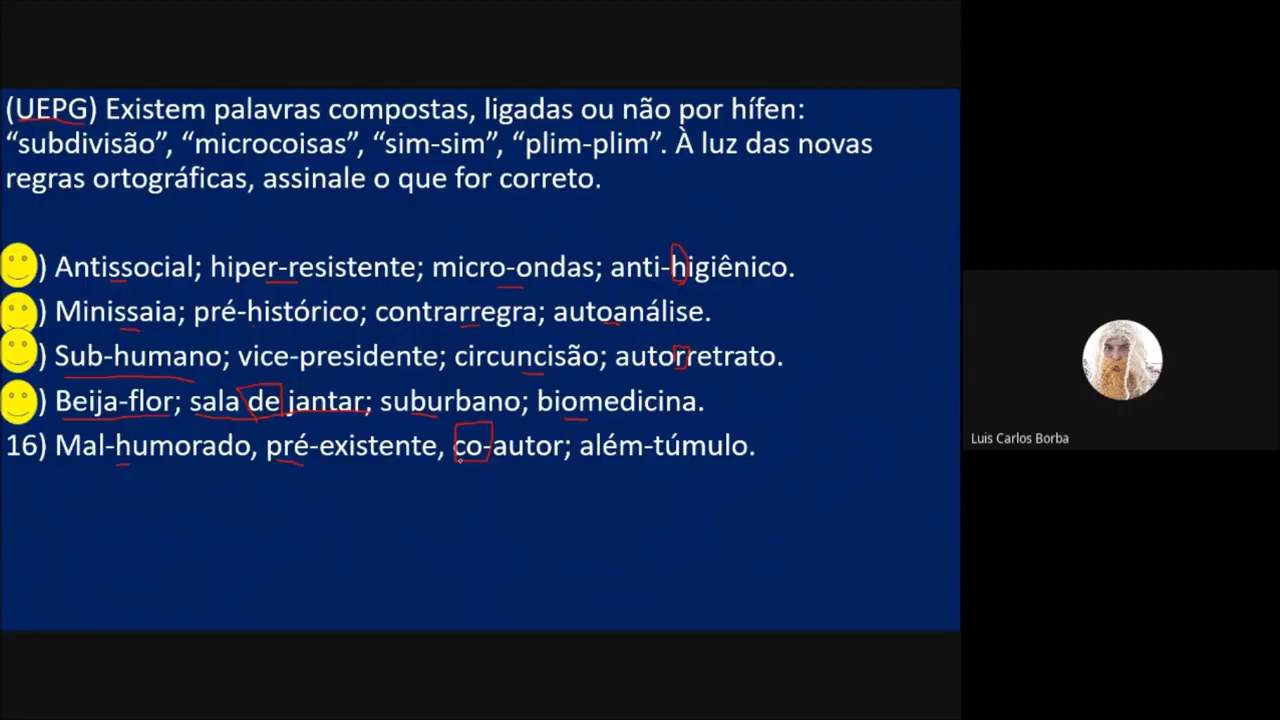 (UEPG) Existem palavras compostas, ligadas ou não por hífen:
“subdivisão”, “microcoisas”, “sim-sim”, “plim-plim”. À luz das novas
regras ortográficas, assinale o que for correto.
) Antissocial; hiper-resistente; micro-ondas; anti-higiênico.
) Minissaia; pré-histórico; contrarregra; autoanálise.
) Sub-humano; vice-presidente; circuncisão; autorretrato.
) Beija-flor; sala de jantar; suburbano; biomedicina.
16) Mal-humorado, pré-existente, co-autor; além-túmulo.
Luis Carlos Borba